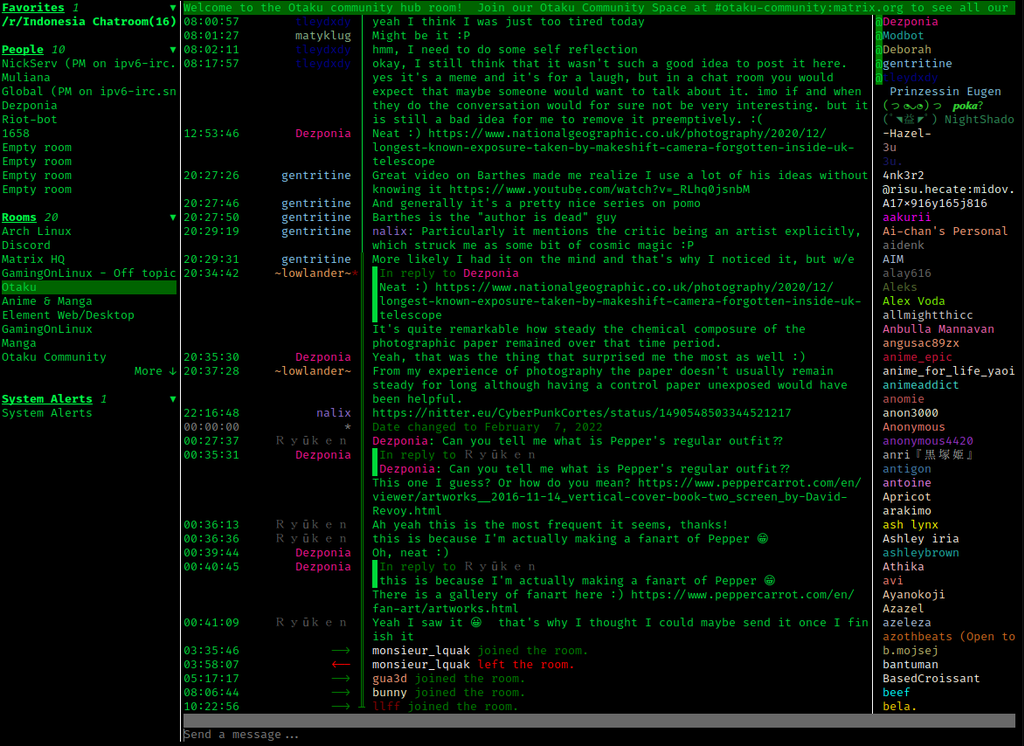 Favorites 1 ▼
/r/Indonesia Chatroom(16)
People 10 ▼
NickServ (PM on ipv6-irc.
Muliana
Global (PM on ipv6-irc.sn
Dezponia
Riot-bot
1658
Empty room
Empty room
Empty room
Empty room
Rooms 20 ▼
Arch Linux
Discord
Matrix HQ
GamingOnLinux - Off topic
Otaku
Anime & Manga
Element Web/Desktop
GamingOnLinux
Manga
Otaku Community
More ↓
System Alerts 1 ▼
System Alerts
Welcome to the Otaku community hub room!  Join our Otaku Community Space at #otaku-community:matrix.org to see all our
08:00:57 tleydxdy yeah I think I was just too tired today
08:01:27 matyklug Might be it :P
08:02:11 tleydxdy hmm, I need to do some self reflection
08:17:57 tleydxdy okay, I still think that it wasn't such a good idea to post it here.
yes it's a meme and it's for a laugh, but in a chat room you would
expect that maybe someone would want to talk about it. imo if and when
they do the conversation would for sure not be very interesting. but it
is still a bad idea for me to remove it preemptively. :(
12:53:46 Dezponia Neat :) https://www.nationalgeographic.co.uk/photography/2020/12/
longest-known-exposure-taken-by-makeshift-camera-forgotten-inside-uk-
telescope
20:27:26 gentritine Great video on Barthes made me realize I use a lot of his ideas without
knowing it https://www.youtube.com/watch?v=_RLhq0jsnbM
20:27:46 gentritine And generally it's a pretty nice series on pomo
20:27:50 gentritine Barthes is the "author is dead" guy
20:29:19 gentritine nalix: Particularly it mentions the critic being an artist explicitly,
which struck me as some bit of cosmic magic :P
20:29:31 gentritine More likely I had it on the mind and that's why I noticed it, but w/e
20:34:42 ~lowlander~* In reply to Dezponia
Neat :) https://www.nationalgeographic.co.uk/photography/2020/12/
longest-known-exposure-taken-by-makeshift-camera-forgotten-inside-uk-
telescope
It's quite remarkable how steady the chemical composure of the
photographic paper remained over that time period.
20:35:30 Dezponia Yeah, that was the thing that surprised me the most as well :)
20:37:28 ~lowlander~ From my experience of photography the paper doesn't usually remain
steady for long although having a control paper unexposed would have
been helpful.
22:16:48 nalix https://nitter.eu/CyberPunkCortes/status/1490548503344521217
00:00:00 * Date changed to February  7, 2022
00:27:37 Ryūken Dezponia: Can you tell me what is Pepper's regular outfit??
00:35:31 Dezponia In reply to Ryūken
Dezponia: Can you tell me what is Pepper's regular outfit??
This one I guess? Or how do you mean? https://www.peppercarrot.com/en/
viewer/artworks__2016-11-14_vertical-cover-book-two_screen_by-David-
Revoy.html
00:36:13 Ryūken Ah yeah this is the most frequent it seems, thanks!
00:36:36 Ryūken this is because I'm actually making a fanart of Pepper 😁
00:39:44 Dezponia Oh, neat :)
00:40:45 Dezponia In reply to Ryūken
this is because I'm actually making a fanart of Pepper 😁
There is a gallery of fanart here :) https://www.peppercarrot.com/en/
fan-art/artworks.html
00:41:09 Ryūken Yeah I saw it 😀  that's why I thought I could maybe send it once I fin
ish it
03:35:46 ⟶ monsieur_lquak joined the room.
03:58:07 ⟵ monsieur_lquak left the room.
05:17:17 ⟶ gua3d joined the room.
08:06:44 ⟶ bunny joined the room.
10:22:56 ⟶ llff joined the room.
Send a message...
@Dezponia
@Modbot
@Deborah
@gentritine
@tleydxdy
Prinzessin Eugen
poka?
NightShado
-Hazel-
3u
3u.
4nk3r2
@risu.hecate:midov.
A17×916y165j816
aakurii
Ai-chan's Personal
aidenk
AIM
alay616
Aleks
Alex Voda
allmightthicc
Anbulla Mannavan
angusac89zx
anime_epic
anime_for_life_yaoi
animeaddict
anomie
anon3000
Anonymous
anonymous4420
anri『黒塚姫』
antigon
antoine
Apricot
arakimo
ash lynx
Ashley iria
ashleybrown
Athika
avi
Ayanokoji
Azazel
azeleza
azothbeats (Open to
b.mojsej
bantuman
BasedCroissant
beef
bela.